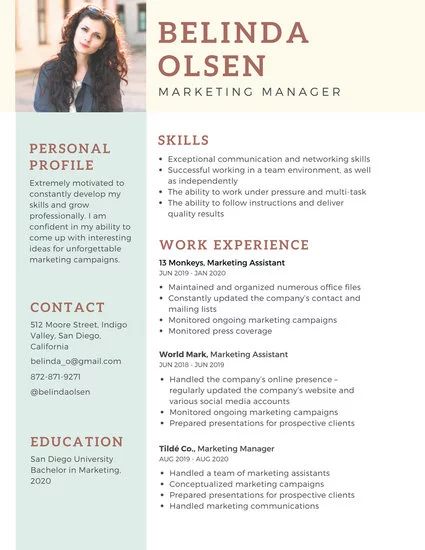 BELINDA
OLSEN
MARKETING MANAGER
PERSONAL
PROFILE
Extremely motivated to
constantly develop my
skills and grow
professionally. I am
confident in my ability to
come up with interesting
ideas for unforgettable
marketing campaigns.
CONTACT
512 Moore Street, Indigo
Valley, San Diego,
California
belinda_o@gmail.com
872-871-9271
@belindaolsen
EDUCATION
San Diego University
Bachelor in Marketing,
2020
SKILLS
• Exceptional communication and networking skills
• Successful working in a team environment, as well
as independently
• The ability to work under pressure and multi-task
• The ability to follow instructions and deliver
quality results
WORK EXPERIENCE
13 Monkeys, Marketing Assistant
JUN 2019 - JAN 2020
• Maintained and organized numerous office files
• Constantly updated the company's contact and
mailing lists
• Monitored ongoing marketing campaigns
• Monitored press coverage
World Mark, Marketing Assistant
JUN 2018 - JUN 2019
• Handled the company's online presence –
regularly updated the company's website and
various social media accounts
• Monitored ongoing marketing campaigns
• Prepared presentations for prospective clients
Tildé Co., Marketing Manager
AUG 2019 - AUG 2020
• Handled a team of marketing assistants
• Conceptualized marketing campaigns
• Prepared presentations for prospective clients
• Handled marketing communications